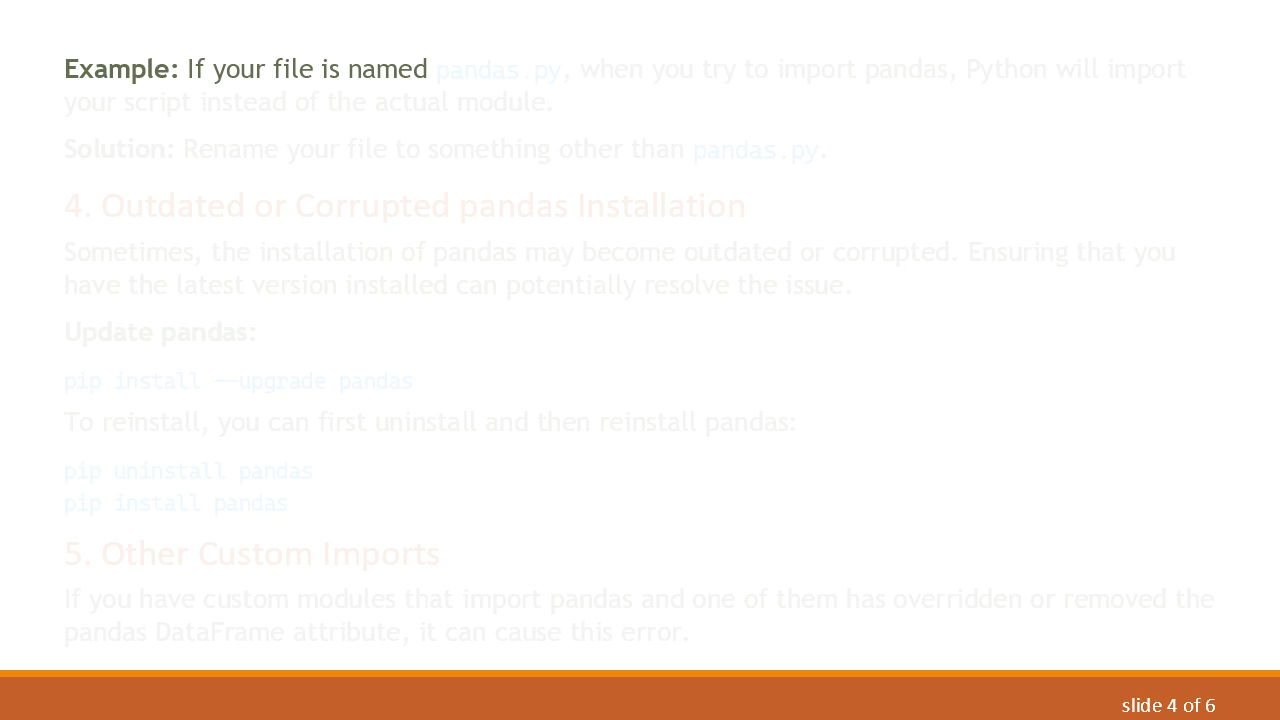 Example: If your file is named pandas.py, when you try to import pandas, Python will import
your script instead of the actual module.
Solution: Rename your file to something other than pandas.py.
4. Outdated or Corrupted pandas Installation
Sometimes, the installation of pandas may become outdated or corrupted. Ensuring that you
have the latest version installed can potentially resolve the issue.
Update pandas:
pip install --upgrade pandas
To reinstall, you can first uninstall and then reinstall pandas:
pip uninstall pandas
pip install pandas
5. Other Custom Imports
If you have custom modules that import pandas and one of them has overridden or removed the
pandas DataFrame attribute, it can cause this error.
slide 4 of 6